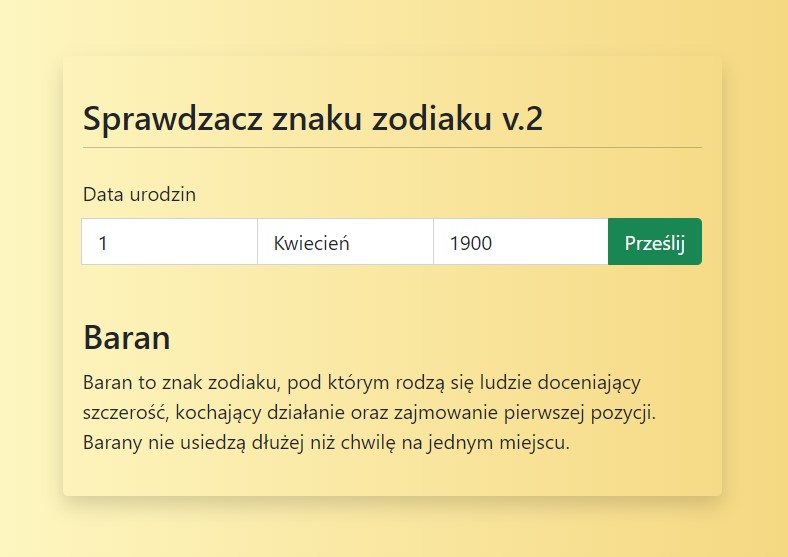 Sprawdzacz znaku zodiaku v.2
Data urodzin
1 Kwiecień 1900 Prześlij
Baran
Baran to znak zodiaku, pod którym rodzą się ludzie doceniający
szczerość, kochający działanie oraz zajmowanie pierwszej pozycji.
Barany nie usiedzą dłużej niż chwilę na jednym miejscu.